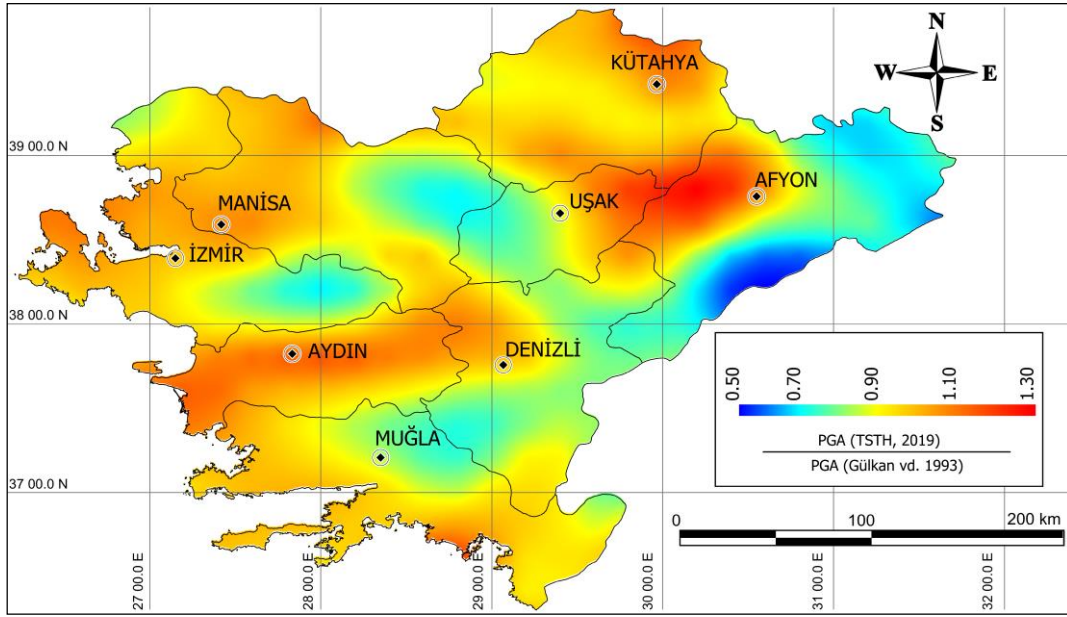 N
W E
S
KÜTAHYA
39 00.0 N
AFYON
UŞAK
MANİSA
İZMİR
38 00.0 N
AYDIN
DENİZLİ
0.50 0.70 0.90 1.10 1.30
PGA (TSTH, 2019)
PGA (Gülkan vd. 1993)
MUĞLA
37 00.0 N
0 100 200 km
27 00.0 E 28 00.0 E 29 00.0 E 30 00.0 E 31 00.0 E 32 00.0 E